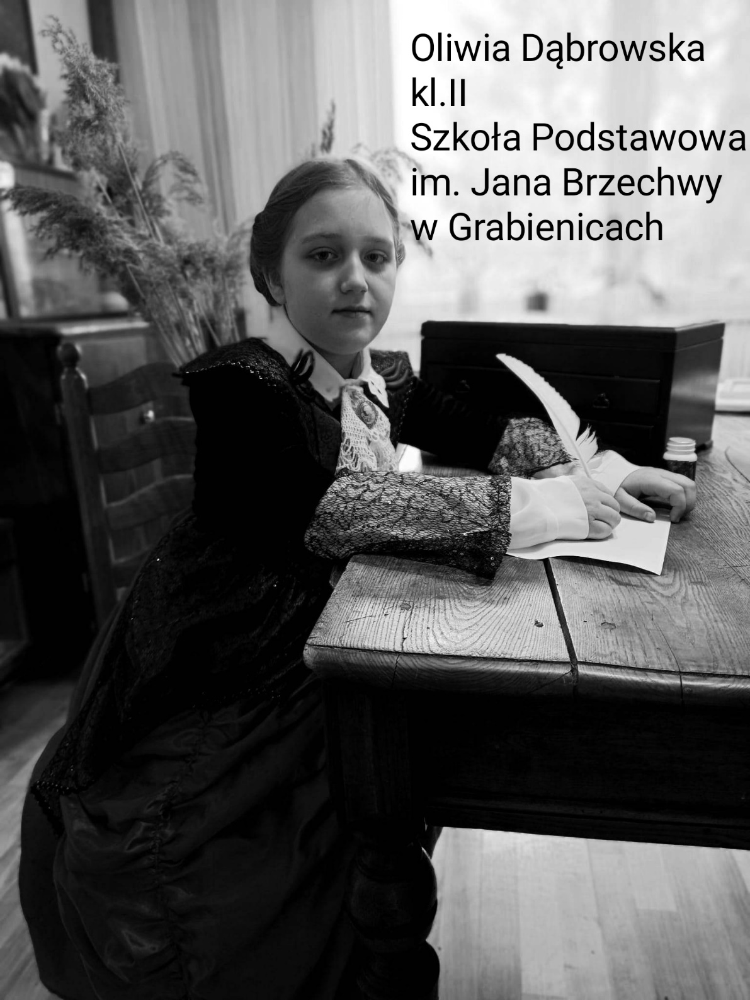 Oliwia Dąbrowska
kl.II
Szkoła Podstawowa
im. Jana Brzechwy
w Grabienicach